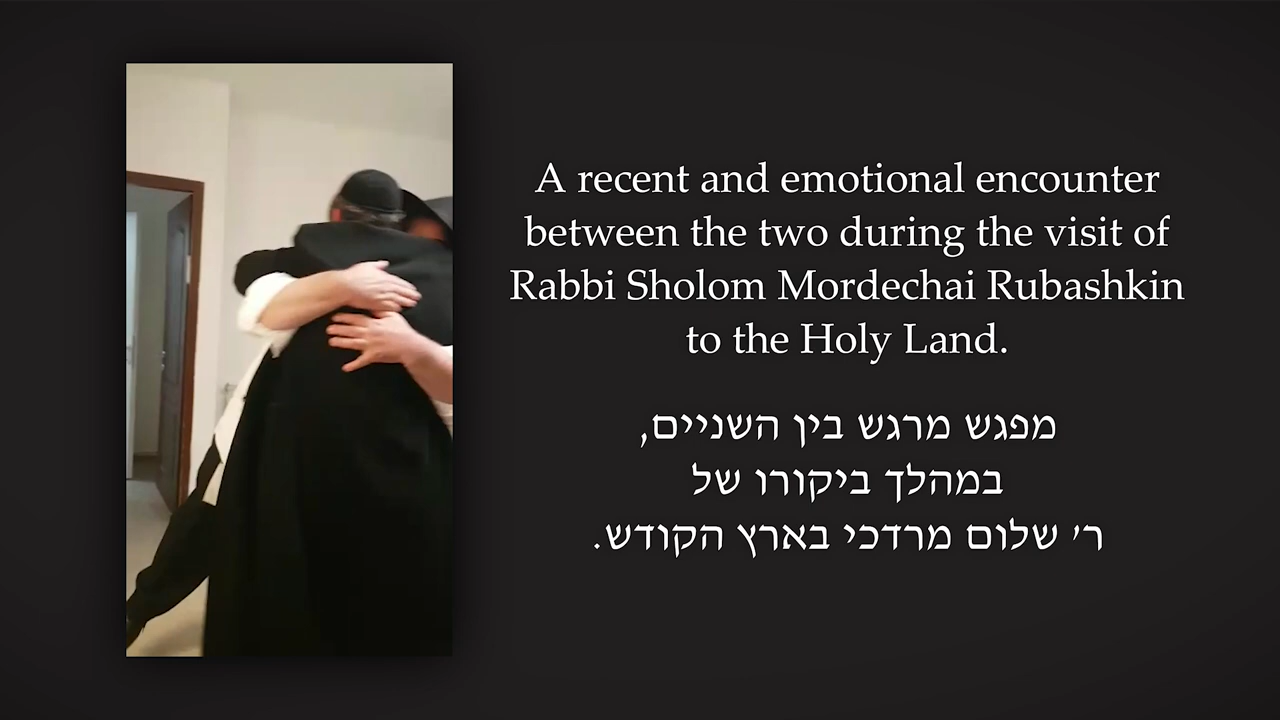 A recent and emotional encounter
between the two during the visit of
Rabbi Sholom Mordechai Rubashkin
to the Holy Land.
מפגש מרגש בין השניים,
במהלך ביקורו של
ר׳ שלום מרדכי בארץ הקודש.